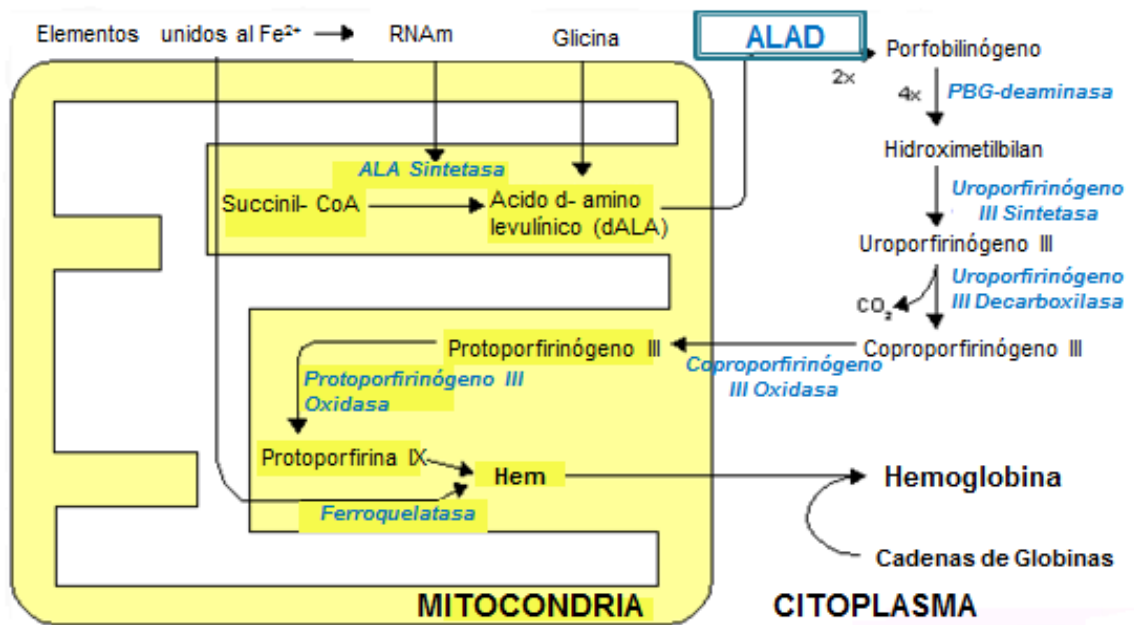 Elementos unidos al Fe²⁺
RNAm
Glicina
ALAD
2x
Porfobilinógeno
4x
PBG-deaminasa
Hidroximetilbilan
ALA Sintetasa
Succinil- CoA
Acido d- amino
levulínico (dALA)
Uroporfirinógeno
III Sintetasa
Uroporfirinógeno III
Uroporfirinógeno
III Decarboxilasa
CO₂
Protoporfirinógeno III
Coproporfirinógeno III
Coproporfirinógeno
III Oxidasa
Protoporfirinógeno III
Oxidasa
Protoporfirina IX
Hem
Hemoglobina
Ferroquelatasa
Cadenas de Globinas
MITOCONDRIA
CITOPLASMA